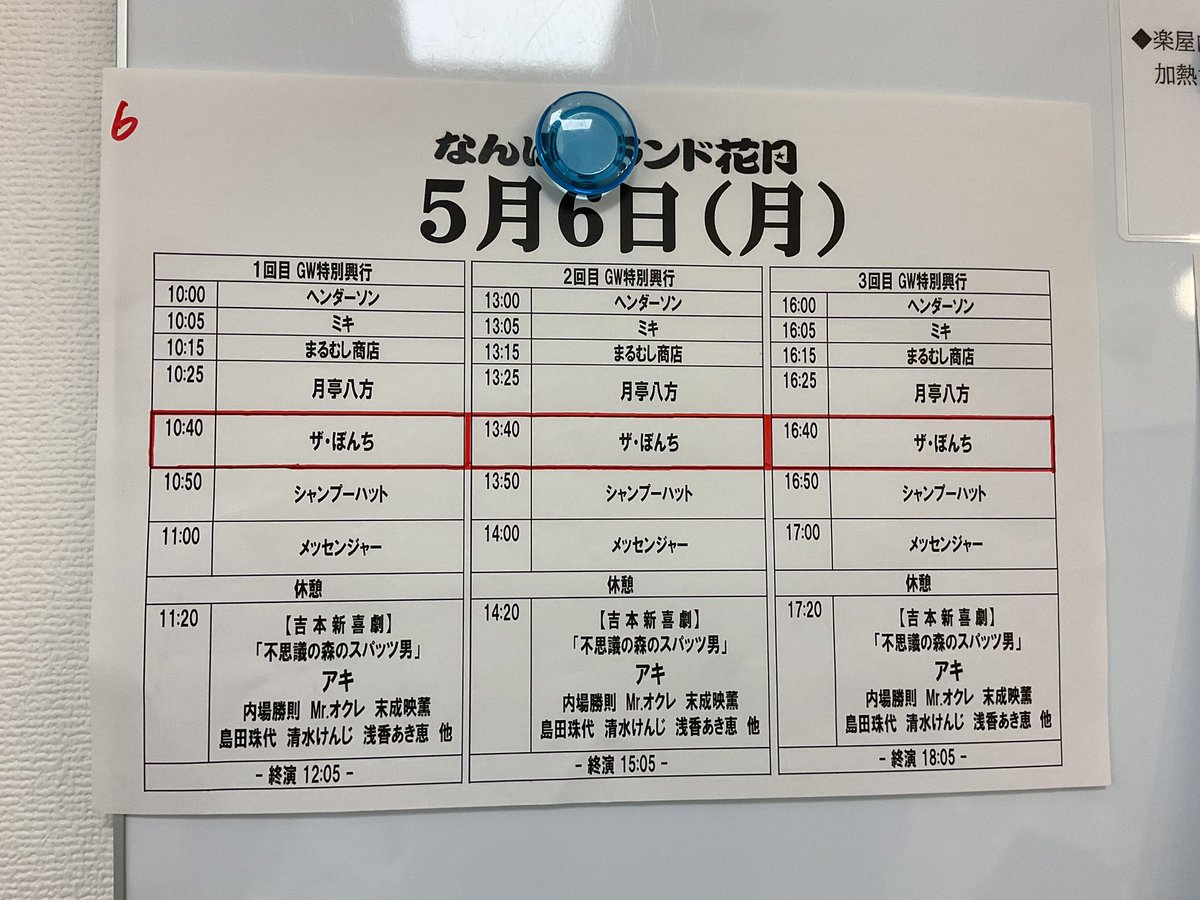 6
なんばグランド花月
5月6日(月)
1回目 GW特別興行
10:00 ヘンダーソン
10:05 ミキ
10:15 まるむし商店
10:25 月亭八方
10:40 ザ・ぼんち
10:50 シャンプーハット
11:00 メッセンジャー
休憩
11:20 【吉本新喜劇】
「不思議の森のスパッツ男」
アキ
内場勝則 Mr.オクレ 末成映薫
島田珠代 清水けんじ 浅香あき恵 他
- 終演 12:05 -
2回目 GW特別興行
13:00 ヘンダーソン
13:05 ミキ
13:15 まるむし商店
13:25 月亭八方
13:40 ザ・ぼんち
13:50 シャンプーハット
14:00 メッセンジャー
休憩
14:20 【吉本新喜劇】
「不思議の森のスパッツ男」
アキ
内場勝則 Mr.オクレ 末成映薫
島田珠代 清水けんじ 浅香あき恵 他
- 終演 15:05 -
3回目 GW特別興行
16:00 ヘンダーソン
16:05 ミキ
16:15 まるむし商店
16:25 月亭八方
16:40 ザ・ぼんち
16:50 シャンプーハット
17:00 メッセンジャー
休憩
17:20 【吉本新喜劇】
「不思議の森のスパッツ男」
アキ
内場勝則 Mr.オクレ 末成映薫
島田珠代 清水けんじ 浅香あき恵 他
- 終演 18:05 -
◆楽屋
加熱